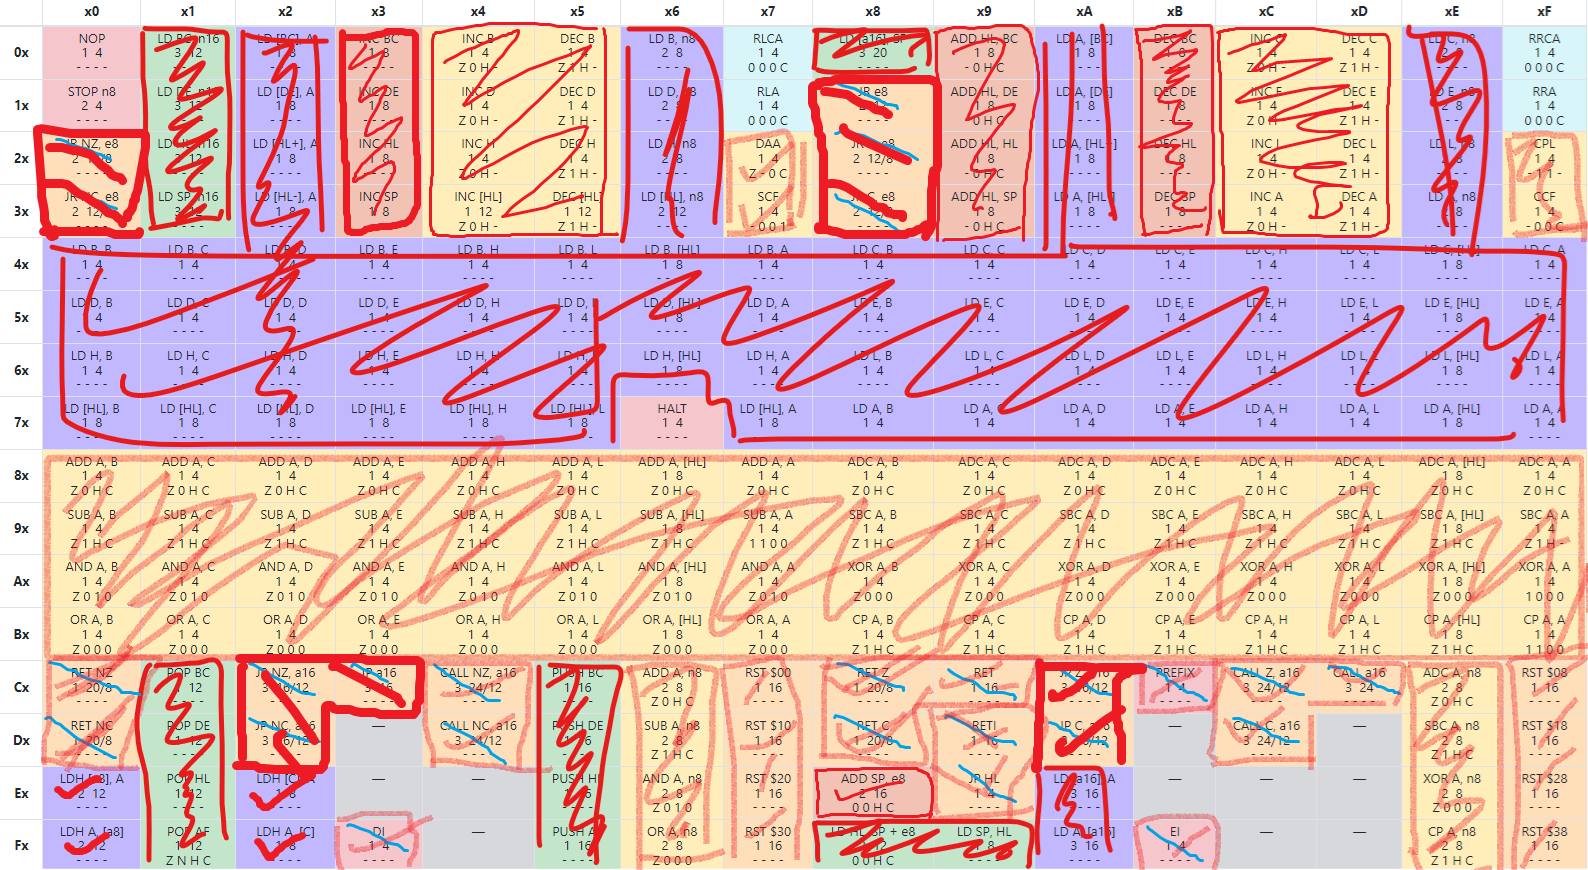 x0 x1 x2 x3 x4 x5 x6 x7 x8 x9 xA xB xC xD xE xF
0x NOP LD BC, n16 LD [BC], A INC BC INC B DEC B LD B, n8 RLCA LD [a16], SP ADD HL, BC LD A, [BC] DEC BC INC C DEC C LD C, n8 RRCA
1 4 3 12 1 8 1 8 1 4 1 4 2 8 1 4 3 20 1 8 1 8 1 8 1 4 1 4 2 8 1 4
- - - - - - - - - - - - - - - - Z 0 H - Z 1 H - - - - - 0 0 0 C - - - - - 0 H C - - - - - - - - Z 0 H - Z 1 H - - - - - 0 0 0 C
1x STOP n8 LD DE, n16 LD [DE], A INC DE INC D DEC D LD D, n8 RLA JR e8 ADD HL, DE LD A, [DE] DEC DE INC E DEC E LD E, n8 RRA
2 4 3 12 1 8 1 8 1 4 1 4 2 8 1 4 2 12 1 8 1 8 1 8 1 4 1 4 2 8 1 4
- - - - - - - - - - - - - - - - Z 0 H - Z 1 H - - - - - 0 0 0 C - - - - - 0 H C - - - - - - - - Z 0 H - Z 1 H - - - - - 0 0 0 C
2x JR NZ, e8 LD HL, n16 LD [HL+], A INC HL INC H DEC H LD H, n8 DAA JR Z, e8 ADD HL, HL LD A, [HL+] DEC HL INC L DEC L LD L, n8 CPL
2 12/8 3 12 1 8 1 8 1 4 1 4 2 8 1 4 2 12/8 1 8 1 8 1 8 1 4 1 4 2 8 1 4
- - - - - - - - - - - - - - - - Z 0 H - Z 1 H - - - - - Z - 0 C - - - - - 0 H C - - - - - - - - Z 0 H - Z 1 H - - - - - - 1 1 -
3x JR NC, e8 LD SP, n16 LD [HL-], A INC SP INC [HL] DEC [HL] LD [HL], n8 SCF JR C, e8 ADD HL, SP LD A, [HL-] DEC SP INC A DEC A LD A, n8 CCF
2 12/8 3 12 1 8 1 8 1 12 1 12 2 12 1 4 2 12/8 1 8 1 8 1 8 1 4 1 4 2 8 1 4
- - - - - - - - - - - - - - - - Z 0 H - Z 1 H - - - - - - 0 0 1 - - - - - 0 H C - - - - - - - - Z 0 H - Z 1 H - - - - - - 0 0 C
4x LD B, B LD B, C LD B, D LD B, E LD B, H LD B, L LD B, [HL] LD B, A LD C, B LD C, C LD C, D LD C, E LD C, H LD C, L LD C, [HL] LD C, A
1 4 1 4 1 4 1 4 1 4 1 4 1 8 1 4 1 4 1 4 1 4 1 4 1 4 1 4 1 8 1 4
- - - - - - - - - - - - - - - - - - - - - - - - - - - - - - - - - - - - - - - - - - - - - - - - - - - - - - - - - - - - - - - -
5x LD D, B LD D, C LD D, D LD D, E LD D, H LD D, L LD D, [HL] LD D, A LD E, B LD E, C LD E, D LD E, E LD E, H LD E, L LD E, [HL] LD E, A
1 4 1 4 1 4 1 4 1 4 1 4 1 8 1 4 1 4 1 4 1 4 1 4 1 4 1 4 1 8 1 4
- - - - - - - - - - - - - - - - - - - - - - - - - - - - - - - - - - - - - - - - - - - - - - - - - - - - - - - - - - - - - - - -
6x LD H, B LD H, C LD H, D LD H, E LD H, H LD H, L LD H, [HL] LD H, A LD L, B LD L, C LD L, D LD L, E LD L, H LD L, L LD L, [HL] LD L, A
1 4 1 4 1 4 1 4 1 4 1 4 1 8 1 4 1 4 1 4 1 4 1 4 1 4 1 4 1 8 1 4
- - - - - - - - - - - - - - - - - - - - - - - - - - - - - - - - - - - - - - - - - - - - - - - - - - - - - - - - - - - - - - - -
7x LD [HL], B LD [HL], C LD [HL], D LD [HL], E LD [HL], H LD [HL], L HALT LD [HL], A LD A, B LD A, C LD A, D LD A, E LD A, H LD A, L LD A, [HL] LD A, A
1 8 1 8 1 8 1 8 1 8 1 8 1 4 1 8 1 4 1 4 1 4 1 4 1 4 1 4 1 8 1 4
- - - - - - - - - - - - - - - - - - - - - - - - - - - - - - - - - - - - - - - - - - - - - - - - - - - - - - - - - - - - - - - -
8x ADD A, B ADD A, C ADD A, D ADD A, E ADD A, H ADD A, L ADD A, [HL] ADD A, A ADC A, B ADC A, C ADC A, D ADC A, E ADC A, H ADC A, L ADC A, [HL] ADC A, A
1 4 1 4 1 4 1 4 1 4 1 4 1 8 1 4 1 4 1 4 1 4 1 4 1 4 1 4 1 8 1 4
Z 0 H C Z 0 H C Z 0 H C Z 0 H C Z 0 H C Z 0 H C Z 0 H C Z 0 H C Z 0 H C Z 0 H C Z 0 H C Z 0 H C Z 0 H C Z 0 H C Z 0 H C Z 0 H C
9x SUB A, B SUB A, C SUB A, D SUB A, E SUB A, H SUB A, L SUB A, [HL] SUB A, A SBC A, B SBC A, C SBC A, D SBC A, E SBC A, H SBC A, L SBC A, [HL] SBC A, A
1 4 1 4 1 4 1 4 1 4 1 4 1 8 1 4 1 4 1 4 1 4 1 4 1 4 1 4 1 8 1 4
Z 1 H C Z 1 H C Z 1 H C Z 1 H C Z 1 H C Z 1 H C Z 1 H C 1 1 0 0 Z 1 H C Z 1 H C Z 1 H C Z 1 H C Z 1 H C Z 1 H C Z 1 H C Z 1 H -
Ax AND A, B AND A, C AND A, D AND A, E AND A, H AND A, L AND A, [HL] AND A, A XOR A, B XOR A, C XOR A, D XOR A, E XOR A, H XOR A, L XOR A, [HL] XOR A, A
1 4 1 4 1 4 1 4 1 4 1 4 1 8 1 4 1 4 1 4 1 4 1 4 1 4 1 4 1 8 1 4
Z 0 1 0 Z 0 1 0 Z 0 1 0 Z 0 1 0 Z 0 1 0 Z 0 1 0 Z 0 1 0 Z 0 1 0 Z 0 0 0 Z 0 0 0 Z 0 0 0 Z 0 0 0 Z 0 0 0 Z 0 0 0 Z 0 0 0 1 0 0 0
Bx OR A, B OR A, C OR A, D OR A, E OR A, H OR A, L OR A, [HL] OR A, A CP A, B CP A, C CP A, D CP A, E CP A, H CP A, L CP A, [HL] CP A, A
1 4 1 4 1 4 1 4 1 4 1 4 1 8 1 4 1 4 1 4 1 4 1 4 1 4 1 4 1 8 1 4
Z 0 0 0 Z 0 0 0 Z 0 0 0 Z 0 0 0 Z 0 0 0 Z 0 0 0 Z 0 0 0 Z 0 0 0 Z 1 H C Z 1 H C Z 1 H C Z 1 H C Z 1 H C Z 1 H C Z 1 H C 1 1 0 0
Cx RET NZ POP BC JP NZ, a16 JP a16 CALL NZ, a16 PUSH BC ADD A, n8 RST $00 RET Z RET JP Z, a16 PREFIX CALL Z, a16 CALL a16 ADC A, n8 RST $08
1 20/8 1 12 3 16/12 3 16 3 24/12 1 16 2 8 1 16 1 20/8 1 16 3 16/12 1 4 3 24/12 3 24 2 8 1 16
- - - - - - - - - - - - - - - - - - - - - - - - Z 0 H C - - - - - - - - - - - - - - - - - - - - - - - - - - - - Z 0 H C - - - -
Dx RET NC POP DE JP NC, a16 — CALL NC, a16 PUSH DE SUB A, n8 RST $10 RET C RETI JP C, a16 — CALL C, a16 — SBC A, n8 RST $18
1 20/8 1 12 3 16/12 3 24/12 1 16 2 8 1 16 1 20/8 1 16 3 16/12 3 24/12 2 8 1 16
- - - - - - - - - - - - - - - - - - - - Z 1 H C - - - - - - - - - - - - - - - - - - - - Z 1 H C - - - -
Ex LDH [a8], A POP HL LDH [C], A — — PUSH HL AND A, n8 RST $20 ADD SP, e8 JP HL LD [a16], A — — — XOR A, n8 RST $28
2 12 1 12 1 8 1 16 2 8 1 16 2 16 1 4 3 16 2 8 1 16
- - - - - - - - - - - - - - - - Z 0 1 0 - - - - 0 0 H C - - - - - - - - Z 0 0 0 - - - -
Fx LDH A, [a8] POP AF LDH A, [C] DI — PUSH AF OR A, n8 RST $30 LD HL, SP + e8 LD SP, HL LD A, [a16] EI — — CP A, n8 RST $38
2 12 1 12 1 8 1 4 1 16 2 8 1 16 2 12 1 8 3 16 1 4 2 8 1 16
- - - - Z N H C - - - - - - - - - - - - Z 0 0 0 - - - - 0 0 H C - - - - - - - - - - - - Z 1 H C - - - -